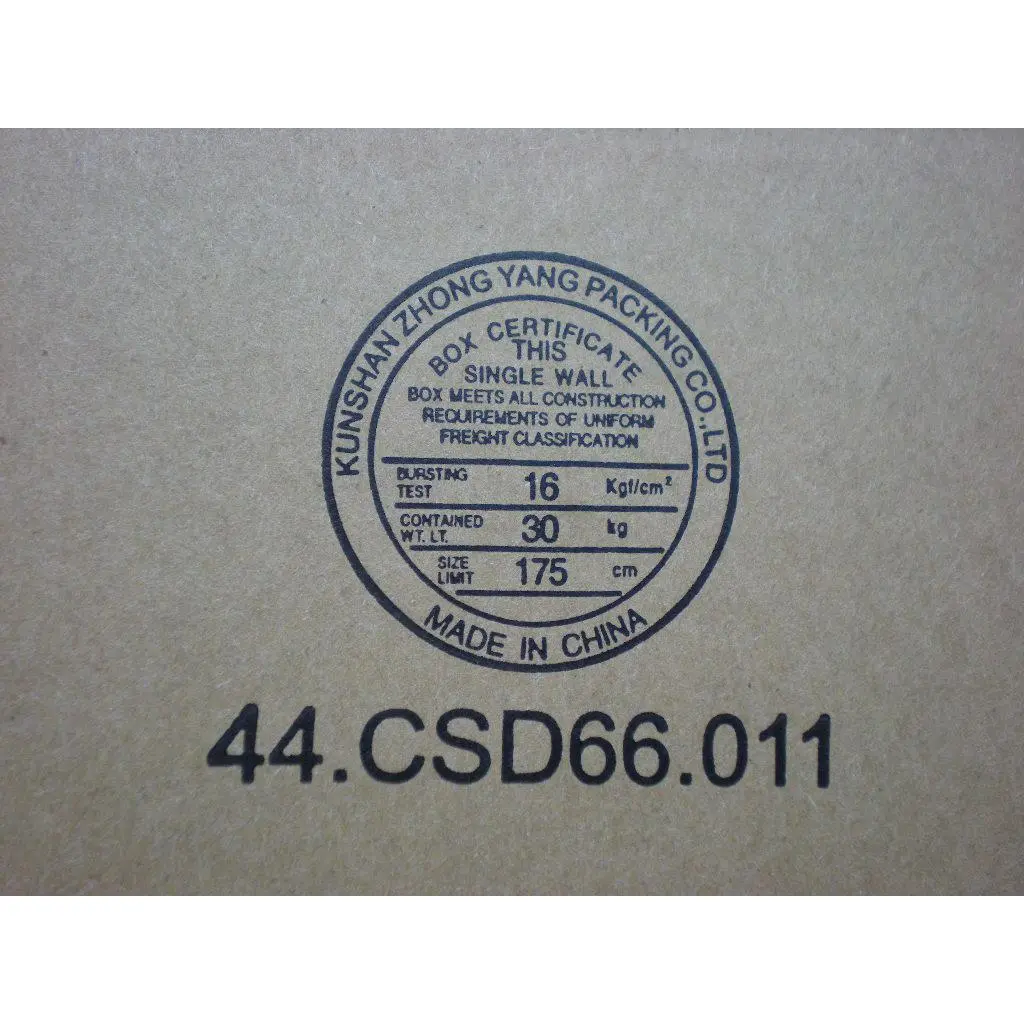 KUNSHAN ZHONG YANG PACKING CO.,LTD
BOX CERTIFICATE
THIS
SINGLE WALL
BOX MEETS ALL CONSTRUCTION
REQUIREMENTS OF UNIFORM
FREIGHT CLASSIFICATION
BURSTING TEST 16 Kgf/cm²
CONTAINED WT. LT. 30 kg
SIZE LIMIT 175 cm
MADE IN CHINA
44.CSD66.011